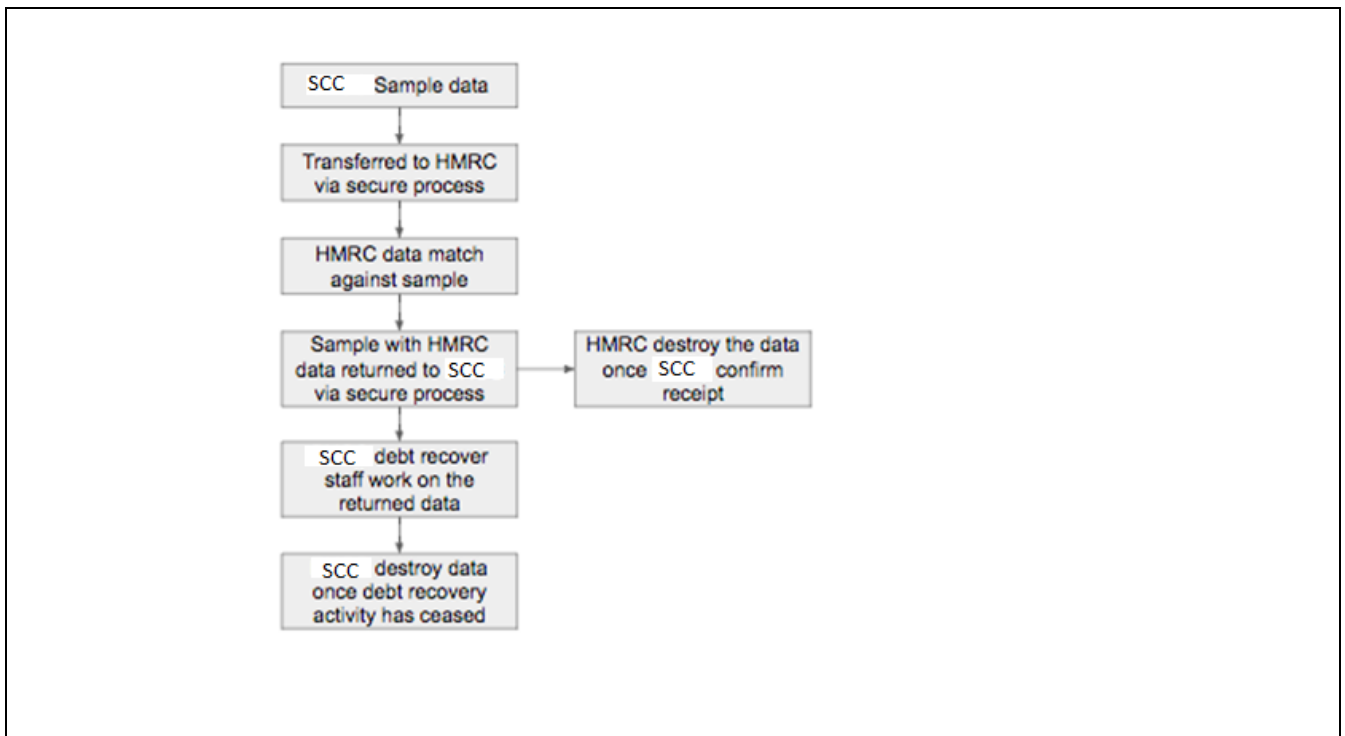 SCC Sample data
Transferred to HMRC
via secure process
HMRC data match
against sample
Sample with HMRC
data returned to SCC
via secure process
HMRC destroy the data
once SCC confirm
receipt
SCC debt recover
staff work on the
returned data
SCC destroy data
once debt recovery
activity has ceased